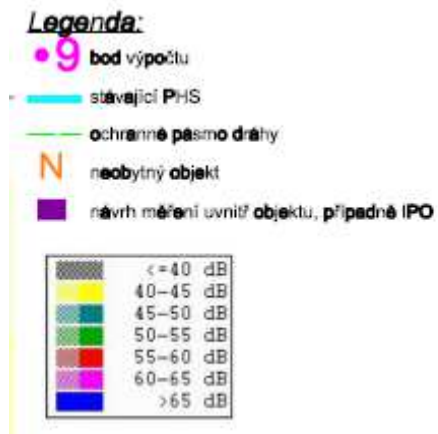 Legenda:
9 bod výpočtu
stávající PHS
ochranné pásmo dráhy
N neobytný objekt
návrh měření uvnitř objektu, případně IPO
<=40 dB
40-45 dB
45-50 dB
50-55 dB
55-60 dB
60-65 dB
>65 dB